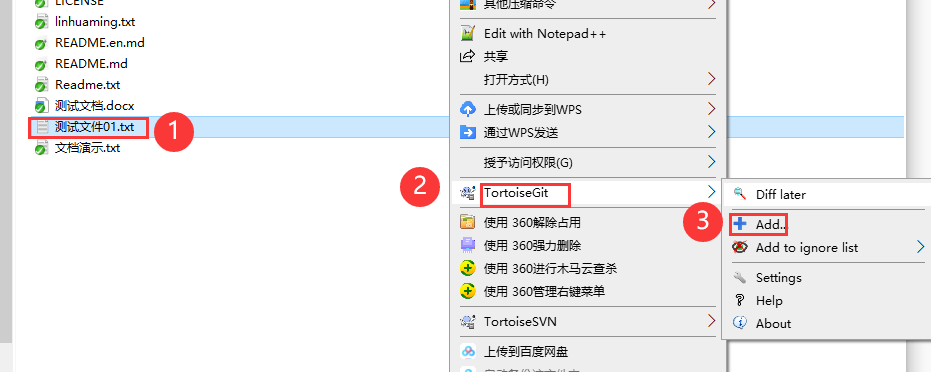 LICENSE
linhuaming.txt
README.en.md
README.md
Readme.txt
测试文档.docx
测试文件01.txt
文档演示.txt
1
其他压缩命令
Edit with Notepad++
共享
打开方式(H)
上传或同步到WPS
通过WPS发送
授予访问权限(G)
2
TortoiseGit
使用 360解除占用
使用 360强力删除
使用 360进行木马云查杀
使用 360管理右键菜单
TortoiseSVN
上传到百度网盘
3
Diff later
Add...
Add to ignore list
Settings
Help
About